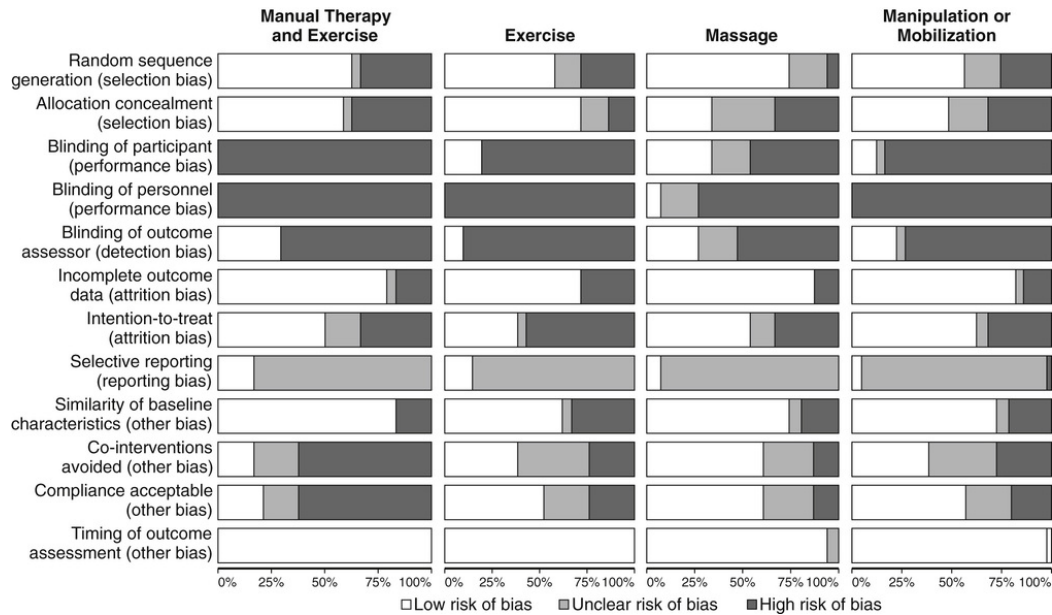 Manual Therapy
and Exercise
Exercise
Massage
Manipulation or
Mobilization
Random sequence
generation (selection bias)
Allocation concealment
(selection bias)
Blinding of participant
(performance bias)
Blinding of personnel
(performance bias)
Blinding of outcome
assessor (detection bias)
Incomplete outcome
data (attrition bias)
Intention-to-treat
(attrition bias)
Selective reporting
(reporting bias)
Similarity of baseline
characteristics (other bias)
Co-interventions
avoided (other bias)
Compliance acceptable
(other bias)
Timing of outcome
assessment (other bias)
0% 25% 50% 75% 100% 0% 25% 50% 75% 100% 0% 25% 50% 75% 100% 0% 25% 50% 75% 100%
Low risk of bias Unclear risk of bias High risk of bias